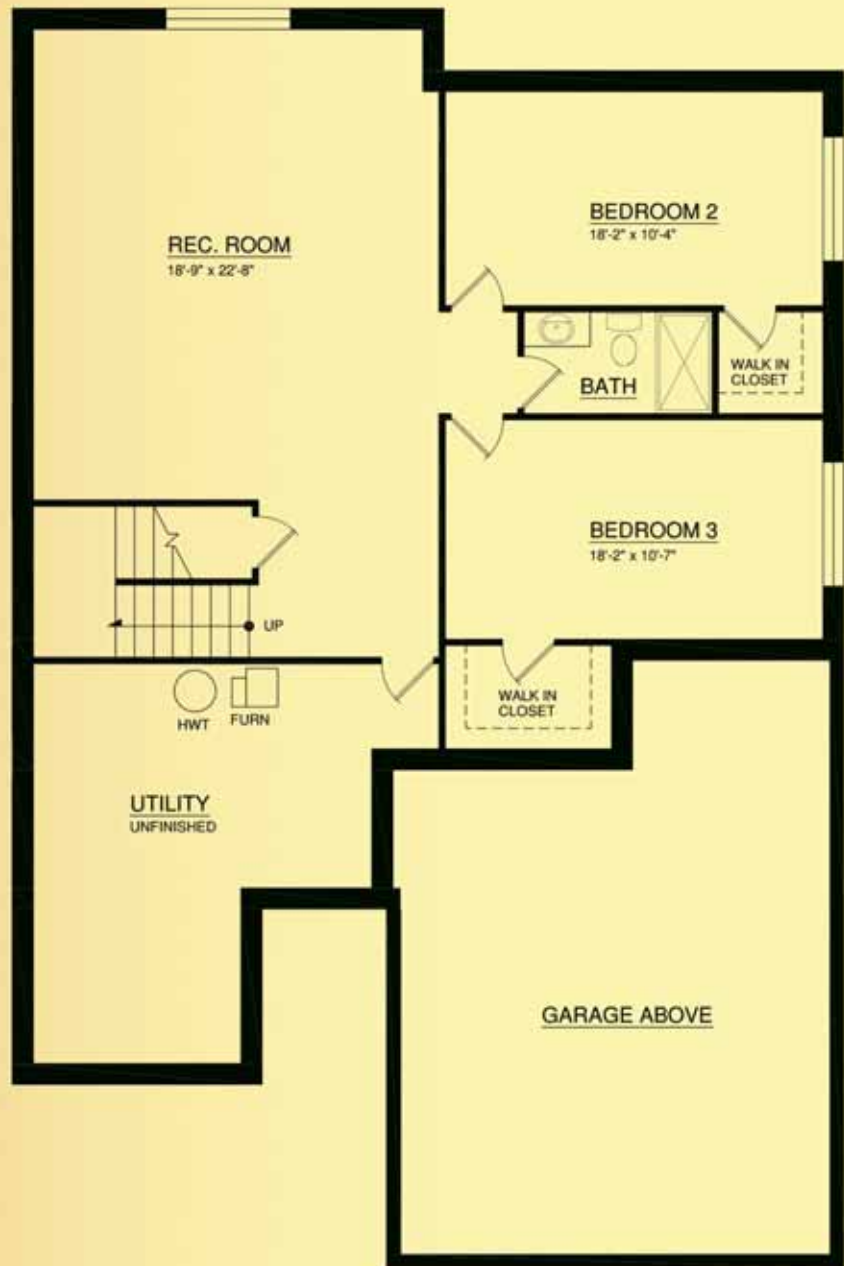 BEDROOM 2
18'-2" x 10'-4"
REC. ROOM
18'-9" x 22'-8"
WALK IN
CLOSET
BATH
BEDROOM 3
18'-2" x 10'-7"
UP
HWT
FURN
WALK IN
CLOSET
UTILITY
UNFINISHED
GARAGE ABOVE